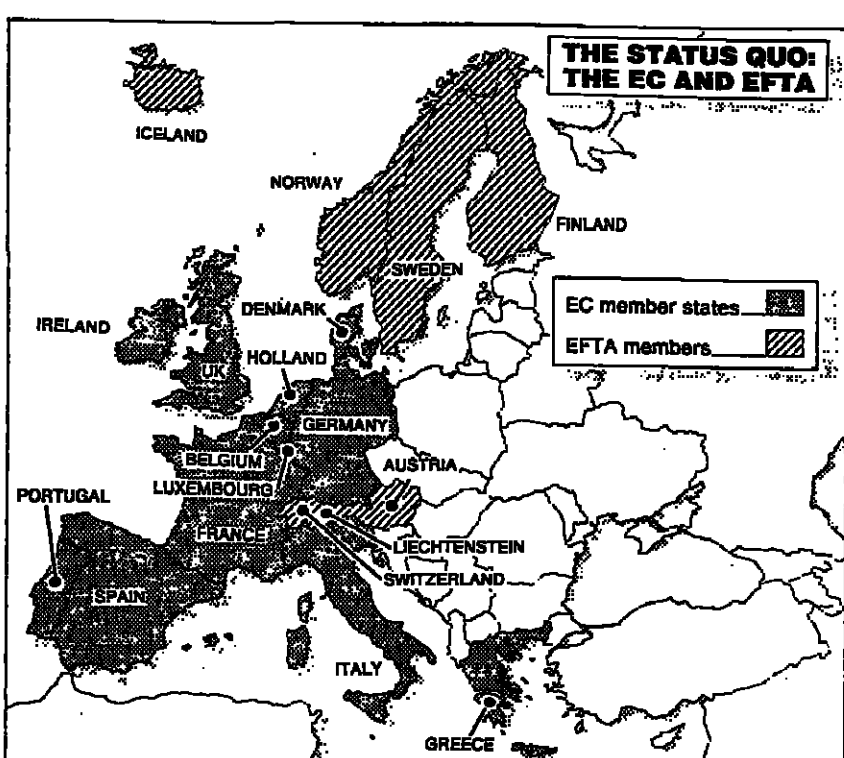 THE STATUS QUO:
THE EC AND EFTA
ICELAND
NORWAY
FINLAND
SWEDEN
EC member states
EFTA members
DENMARK
IRELAND
HOLLAND
UK
GERMANY
BELGIUM
AUSTRIA
LUXEMBOURG
PORTUGAL
FRANCE
LIECHTENSTEIN
SWITZERLAND
SPAIN
ITALY
GREECE